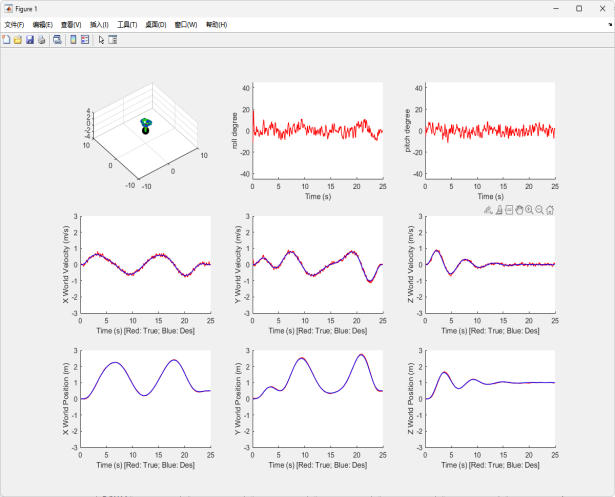 Figure 1
文件(F) 编辑(E) 查看(V) 插入(I) 工具(T) 桌面(D) 窗口(W) 帮助(H)
4
2
0
-2
-4
10
0
-10
-10
0
10
roll degree
40
20
0
-20
-40
0 5 10 15 20 25
Time (s)
pitch degree
40
20
0
-20
-40
0 5 10 15 20 25
Time (s)
X World Velocity (m/s)
3
2
1
0
-1
-2
-3
0 5 10 15 20 25
Time (s) [Red: True; Blue: Des]
Y World Velocity (m/s)
3
2
1
0
-1
-2
-3
0 5 10 15 20 25
Time (s) [Red: True; Blue: Des]
Z World Velocity (m/s)
3
2
1
0
-1
-2
-3
0 5 10 15 20 25
Time (s) [Red: True; Blue: Des]
X World Position (m)
3
2
1
0
-1
-2
-3
0 5 10 15 20 25
Time (s) [Red: True; Blue: Des]
Y World Position (m)
3
2
1
0
-1
-2
-3
0 5 10 15 20 25
Time (s) [Red: True; Blue: Des]
Z World Position (m)
3
2
1
0
-1
-2
-3
0 5 10 15 20 25
Time (s) [Red: True; Blue: Des]